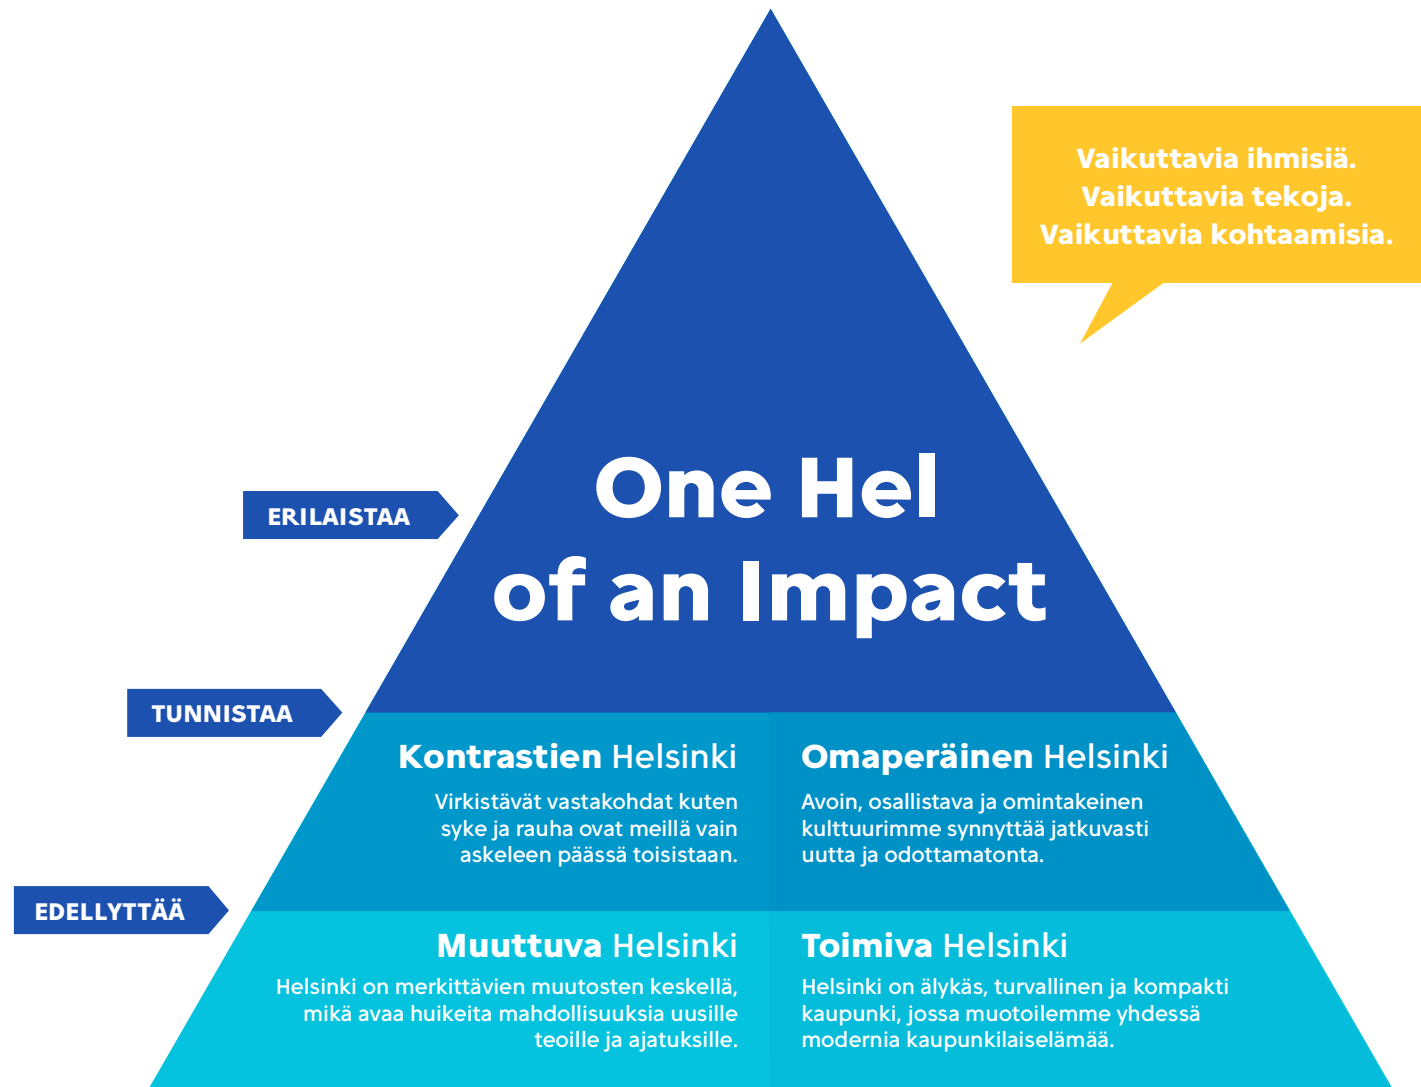 Vaikuttavia ihmisiä.
Vaikuttavia tekoja.
Vaikuttavia kohtaamisia.
One Hel
of an Impact
ERILAISTAA
TUNNISTAA
Kontrastien Helsinki
Virkistävät vastakohdat kuten
syke ja rauha ovat meillä vain
askeleen päässä toisistaan.
Omaperäinen Helsinki
Avoin, osallistava ja omintakeinen
kulttuurimme synnyttää jatkuvasti
uutta ja odottamatonta.
EDELLYTTÄÄ
Muuttuva Helsinki
Helsinki on merkittävien muutosten keskellä,
mikä avaa huikeita mahdollisuuksia uusille
teoille ja ajatuksille.
Toimiva Helsinki
Helsinki on älykäs, turvallinen ja kompakti
kaupunki, jossa muotoilemme yhdessä
modernia kaupunkilaiselämää.